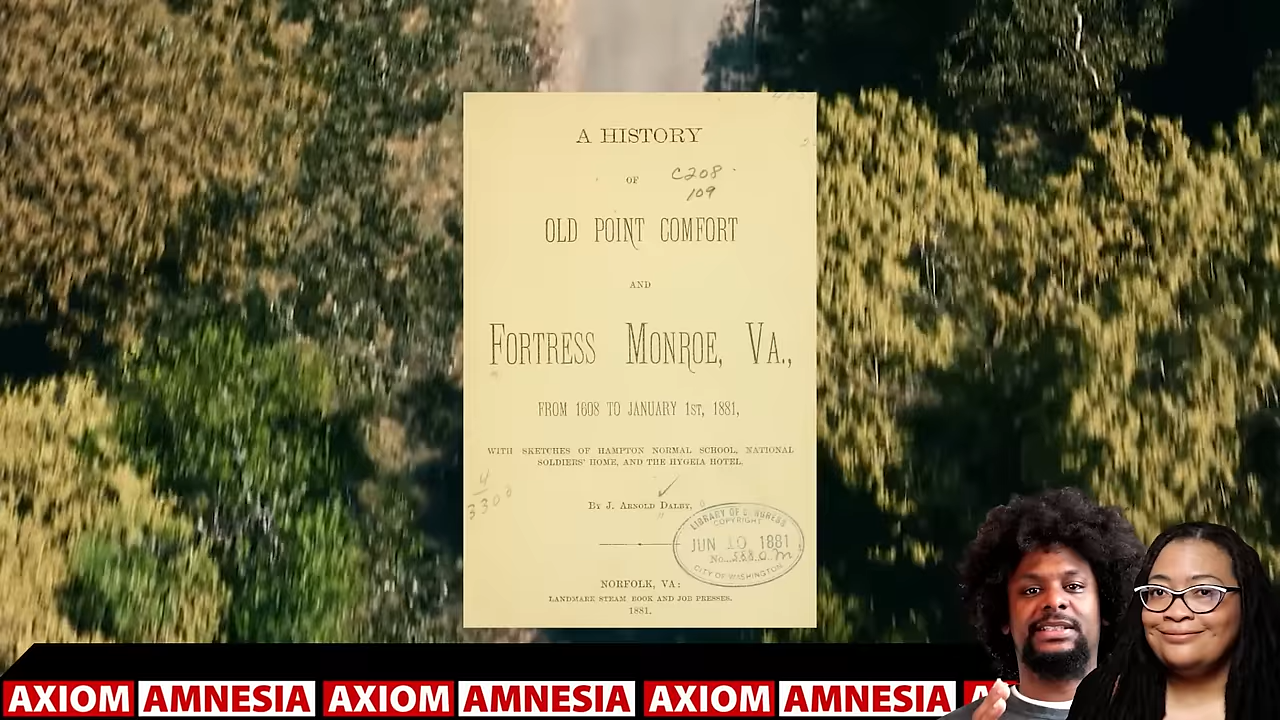 A HISTORY
OF
C208
109
OLD POINT COMFORT
AND
FORTRESS MONROE, VA.,
FROM 1608 TO JANUARY 1ST, 1881,
WITH SKETCHES OF HAMPTON NORMAL SCHOOL, NATIONAL
SOLDIERS' HOME, AND THE HYGEIA HOTEL.
4
3300
BY J. ARNOLD DALBY,
LIBRARY OF CONGRESS
COPYRIGHT
JUN 10 1881
No.
CITY OF WASHINGTON
NORFOLK, VA:
LANDMARK STEAM BOOK AND JOB PRESSES.
1881.
AXIOM AMNESIA AXIOM AMNESIA AXIOM AMNESIA